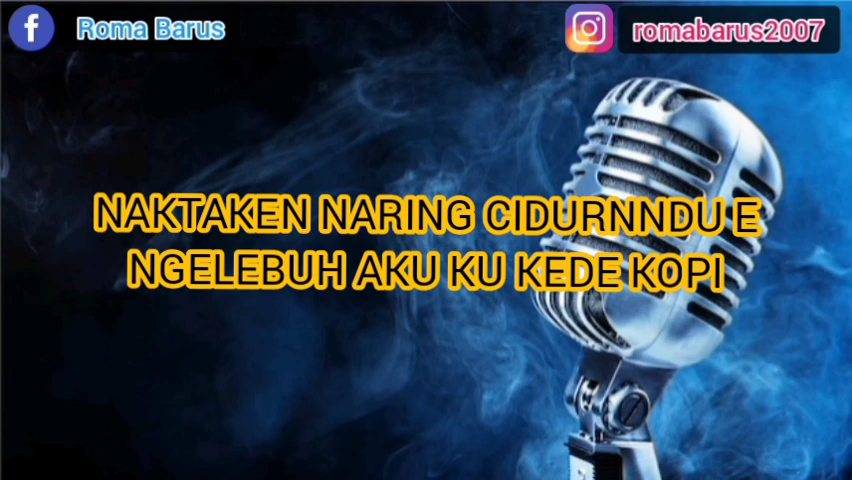 Roma Barus
romabarus2007
NAKTAKEN NARING CIDURNNDU E
NGELEBUH AKU KU KEDE KOPI